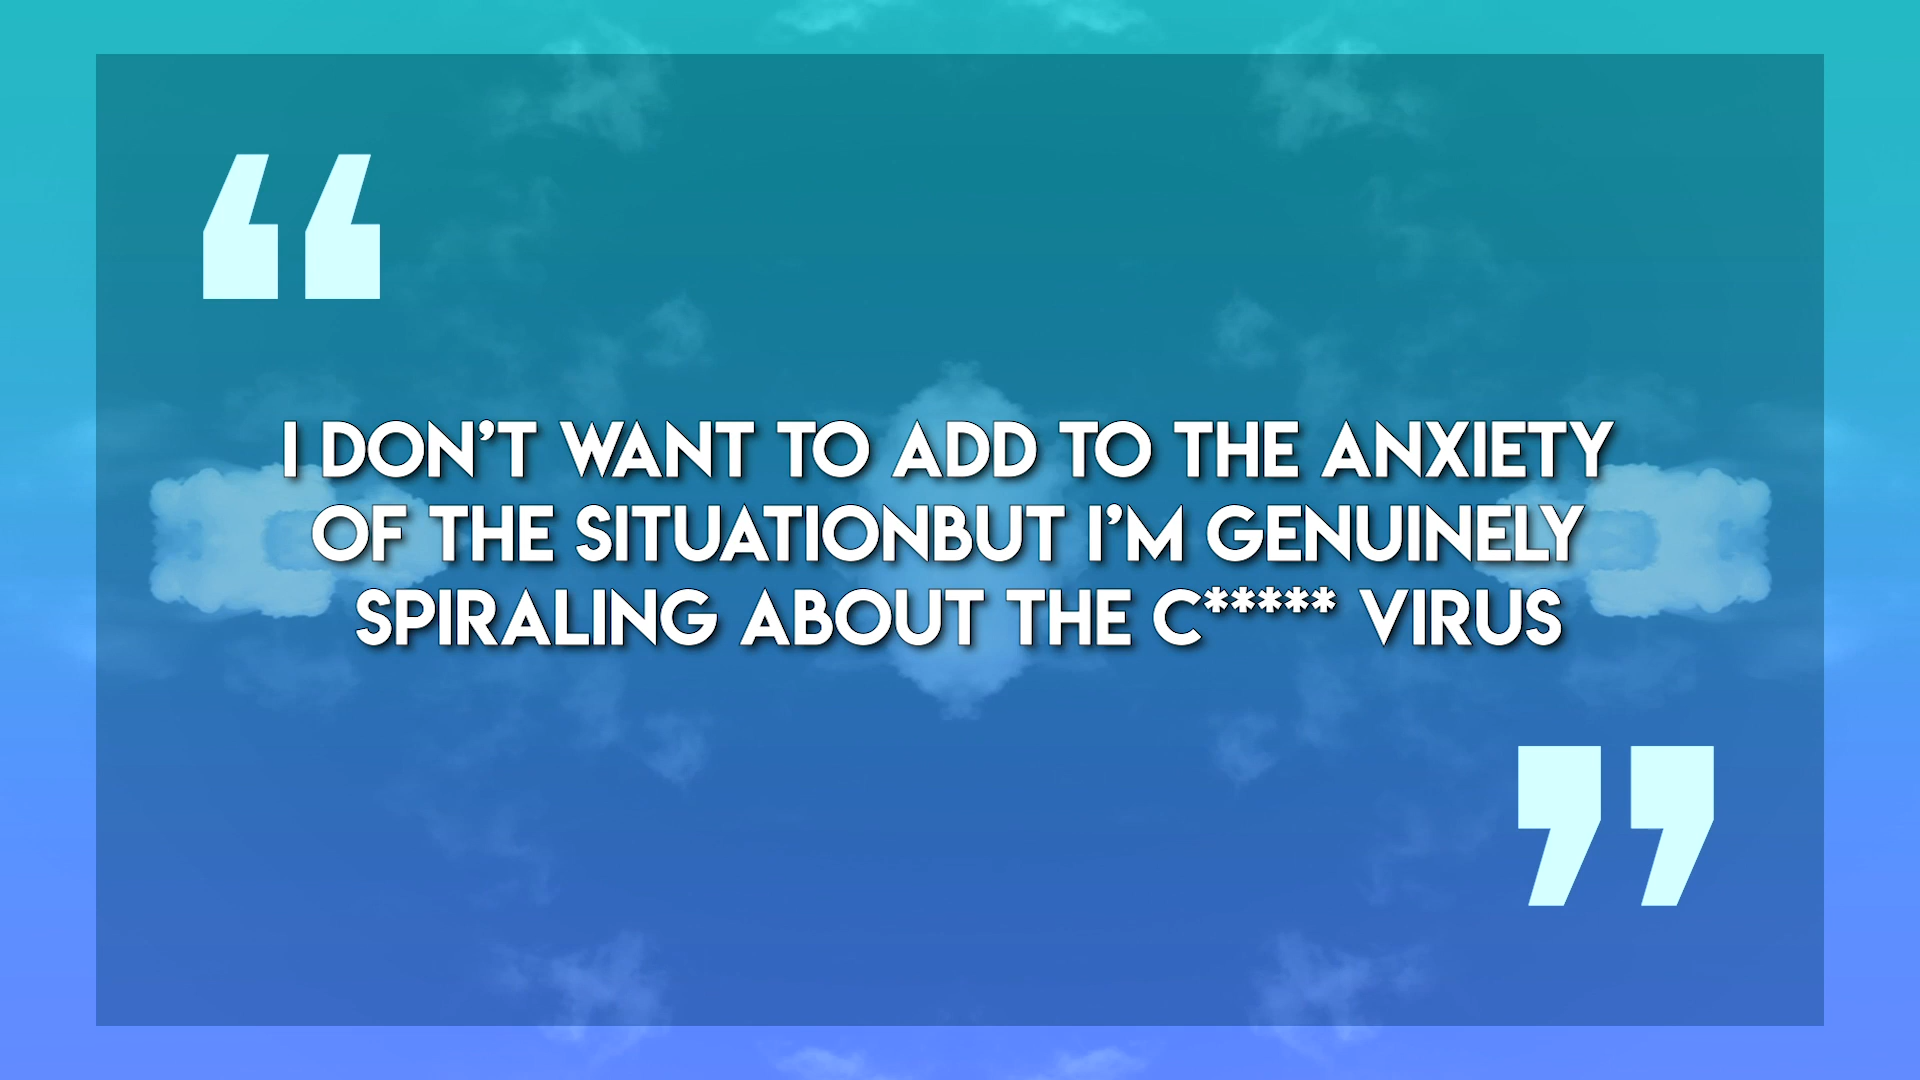 “
I DON’T WANT TO ADD TO THE ANXIETY
OF THE SITUATIONBUT I’M GENUINELY
SPIRALING ABOUT THE C***** VIRUS
”